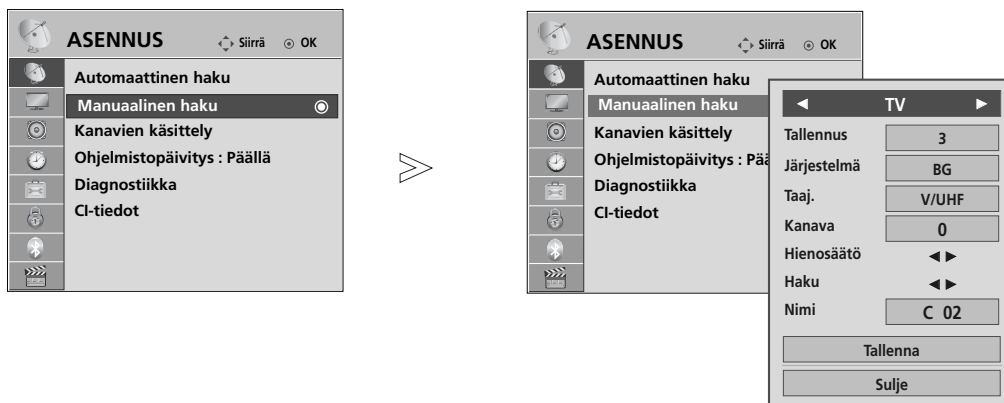 ASENNUS Siirrä OK
Automaattinen haku
Manuaalinen haku
Kanavien käsittely
Ohjelmistopäivitys : Päällä
Diagnostiikka
CI-tiedot
ASENNUS Siirrä OK
Automaattinen haku
Manuaalinen haku
Kanavien käsittely
Ohjelmistopäivitys : Pää
Diagnostiikka
CI-tiedot
TV
Tallennus 3
Järjestelmä BG
Taaj. V/UHF
Kanava 0
Hienosäätö
Haku
Nimi C 02
Tallenna
Sulje